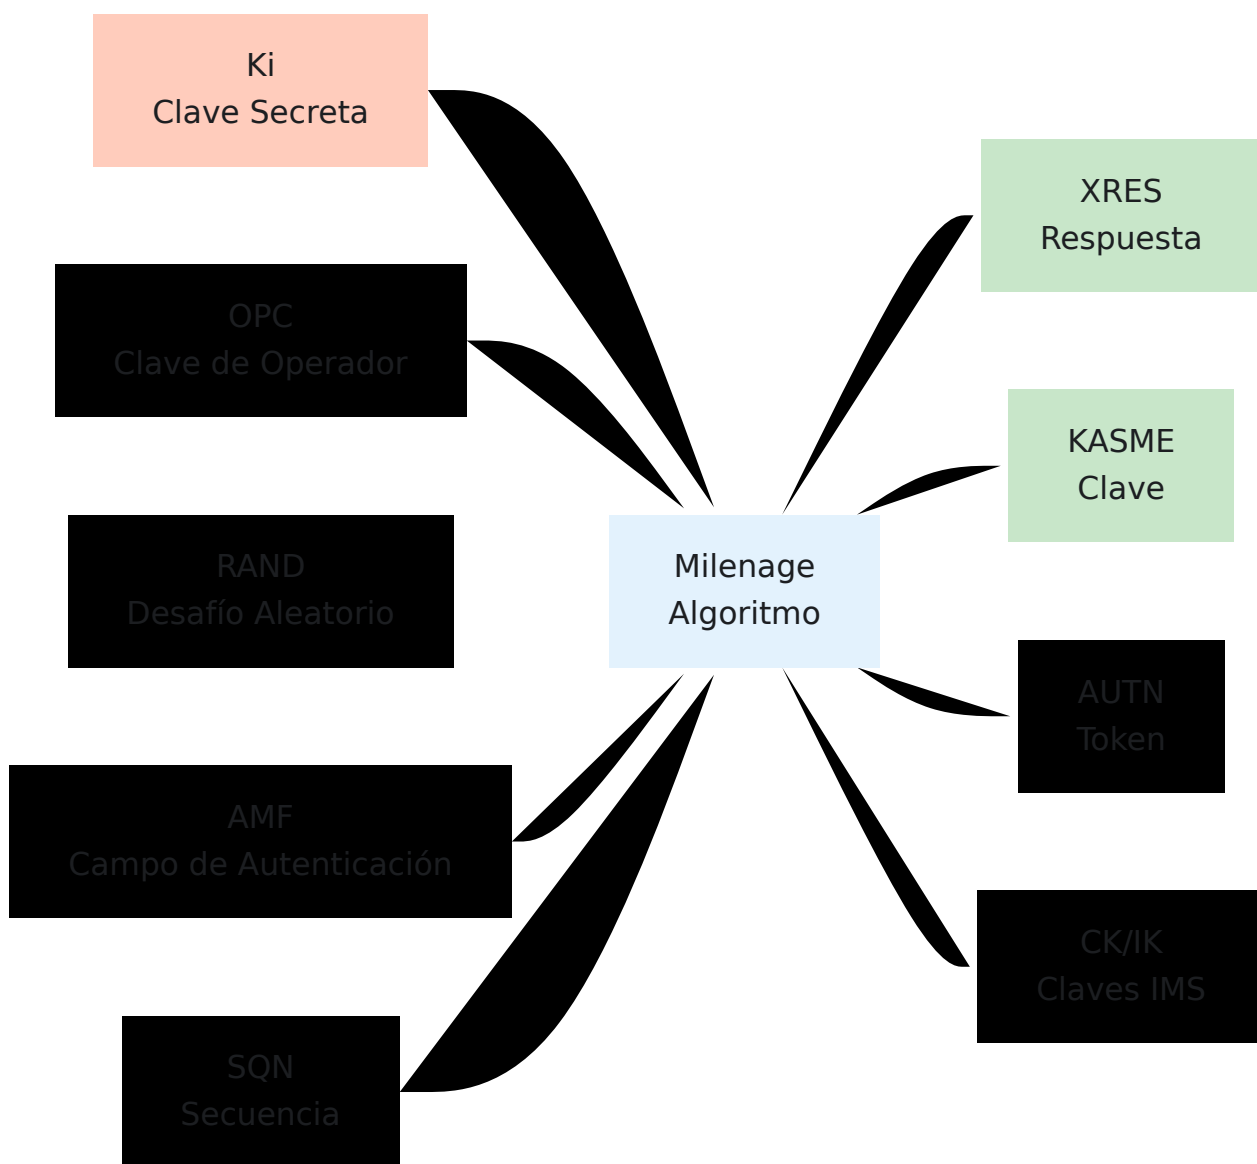 Ki
Clave Secreta
OPC
Clave de Operador
RAND
Desafío Aleatorio
AMF
Campo de Autenticación
SQN
Secuencia
Milenage
Algoritmo
XRES
Respuesta
KASME
Clave
AUTN
Token
CK/IK
Claves IMS